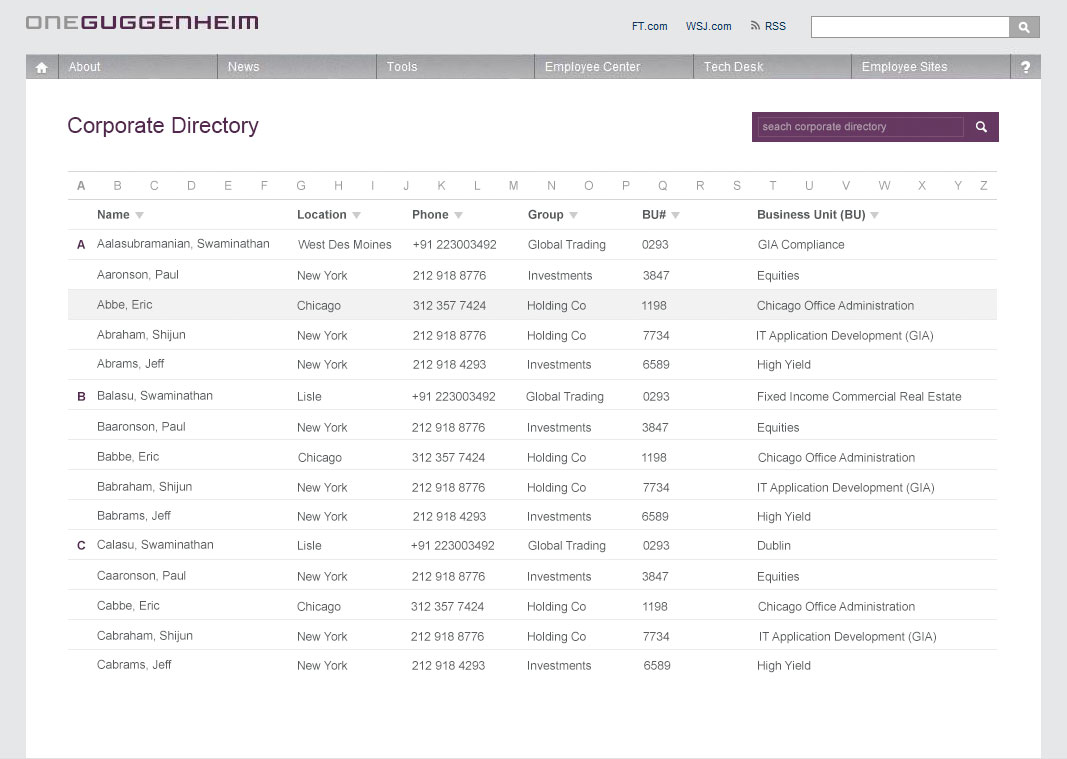 ONEGUGGENHEIM
FT.com WSJ.com RSS
About News Tools Employee Center Tech Desk Employee Sites ?
Corporate Directory
seach corporate directory
A B C D E F G H I J K L M N O P Q R S T U V W X Y Z
Name Location Phone Group BU# Business Unit (BU)
A Aalasubramanian, Swaminathan West Des Moines +91 223003492 Global Trading 0293 GIA Compliance
Aaronson, Paul New York 212 918 8776 Investments 3847 Equities
Abbe, Eric Chicago 312 357 7424 Holding Co 1198 Chicago Office Administration
Abraham, Shijun New York 212 918 8776 Holding Co 7734 IT Application Development (GIA)
Abrams, Jeff New York 212 918 4293 Investments 6589 High Yield
B Balasu, Swaminathan Lisle +91 223003492 Global Trading 0293 Fixed Income Commercial Real Estate
Baaronson, Paul New York 212 918 8776 Investments 3847 Equities
Babbe, Eric Chicago 312 357 7424 Holding Co 1198 Chicago Office Administration
Babraham, Shijun New York 212 918 8776 Holding Co 7734 IT Application Development (GIA)
Babrams, Jeff New York 212 918 4293 Investments 6589 High Yield
C Calasu, Swaminathan Lisle +91 223003492 Global Trading 0293 Dublin
Caaronson, Paul New York 212 918 8776 Investments 3847 Equities
Cabbe, Eric Chicago 312 357 7424 Holding Co 1198 Chicago Office Administration
Cabraham, Shijun New York 212 918 8776 Holding Co 7734 IT Application Development (GIA)
Cabrams, Jeff New York 212 918 4293 Investments 6589 High Yield